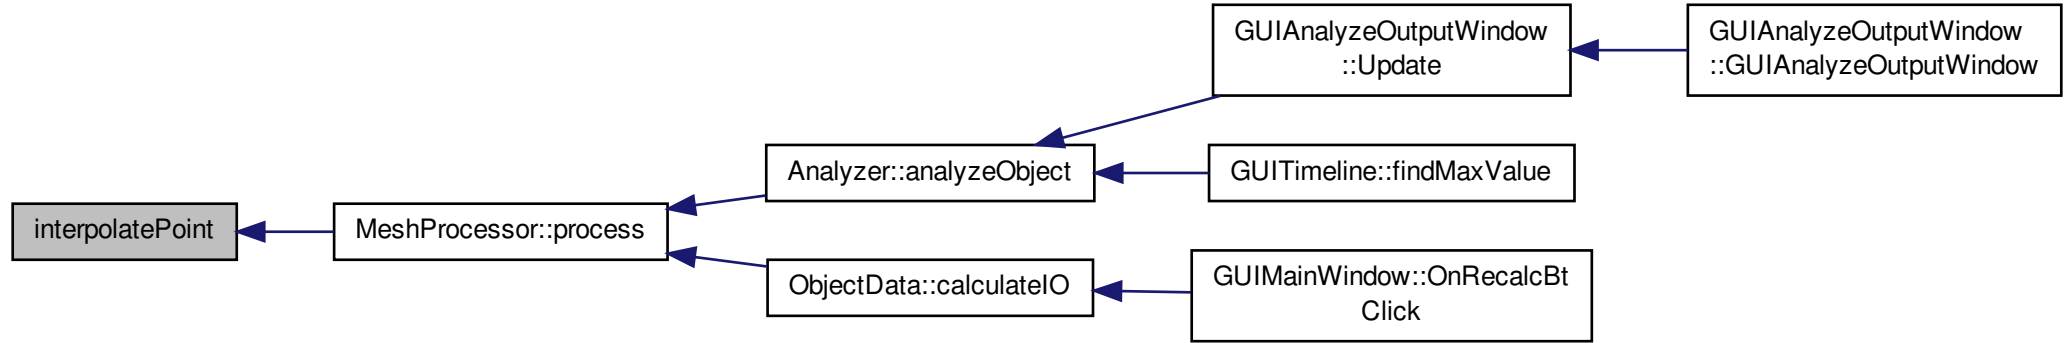 interpolatePoint
MeshProcessor::process
Analyzer::analyzeObject
GUIAnalyzeOutputWindow
::Update
GUIAnalyzeOutputWindow
::GUIAnalyzeOutputWindow
GUITimeline::findMaxValue
ObjectData::calculateIO
GUIMainWindow::OnRecalcBt
Click